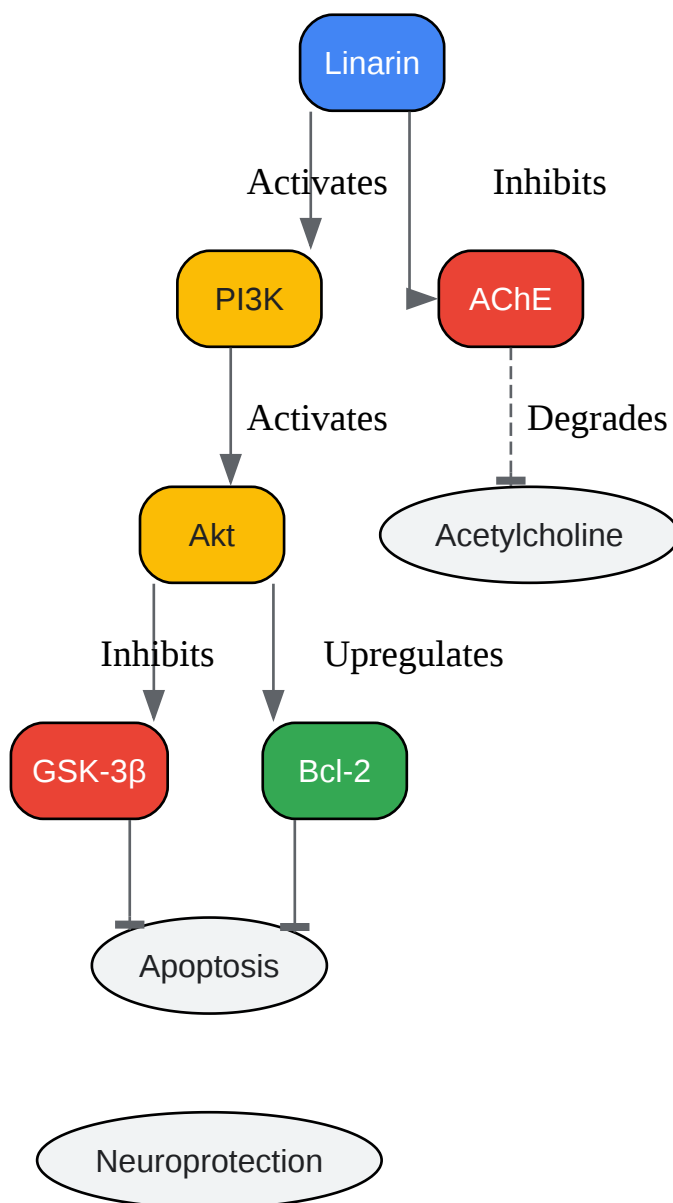 Linarin
Activates
Inhibits
PI3K
AChE
Activates
Degrades
Akt
Acetylcholine
Inhibits
Upregulates
GSK-3β
Bcl-2
Apoptosis
Neuroprotection